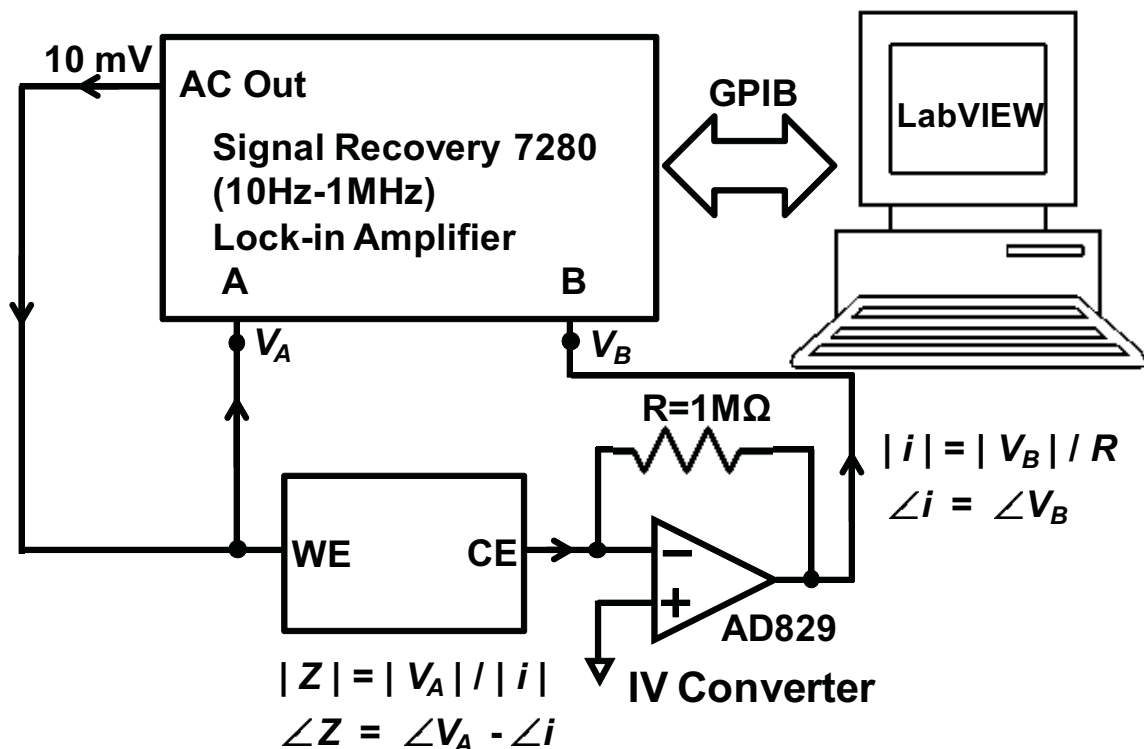 10 mV
AC Out
Signal Recovery 7280
(10Hz-1MHz)
Lock-in Amplifier
A
B
GPIB
LabVIEW
V_A
V_B
R=1MΩ
| i | = | V_B | / R
∠i = ∠V_B
WE
CE
−
+
AD829
IV Converter
| Z | = | V_A | / | i |
∠Z = ∠V_A - ∠i